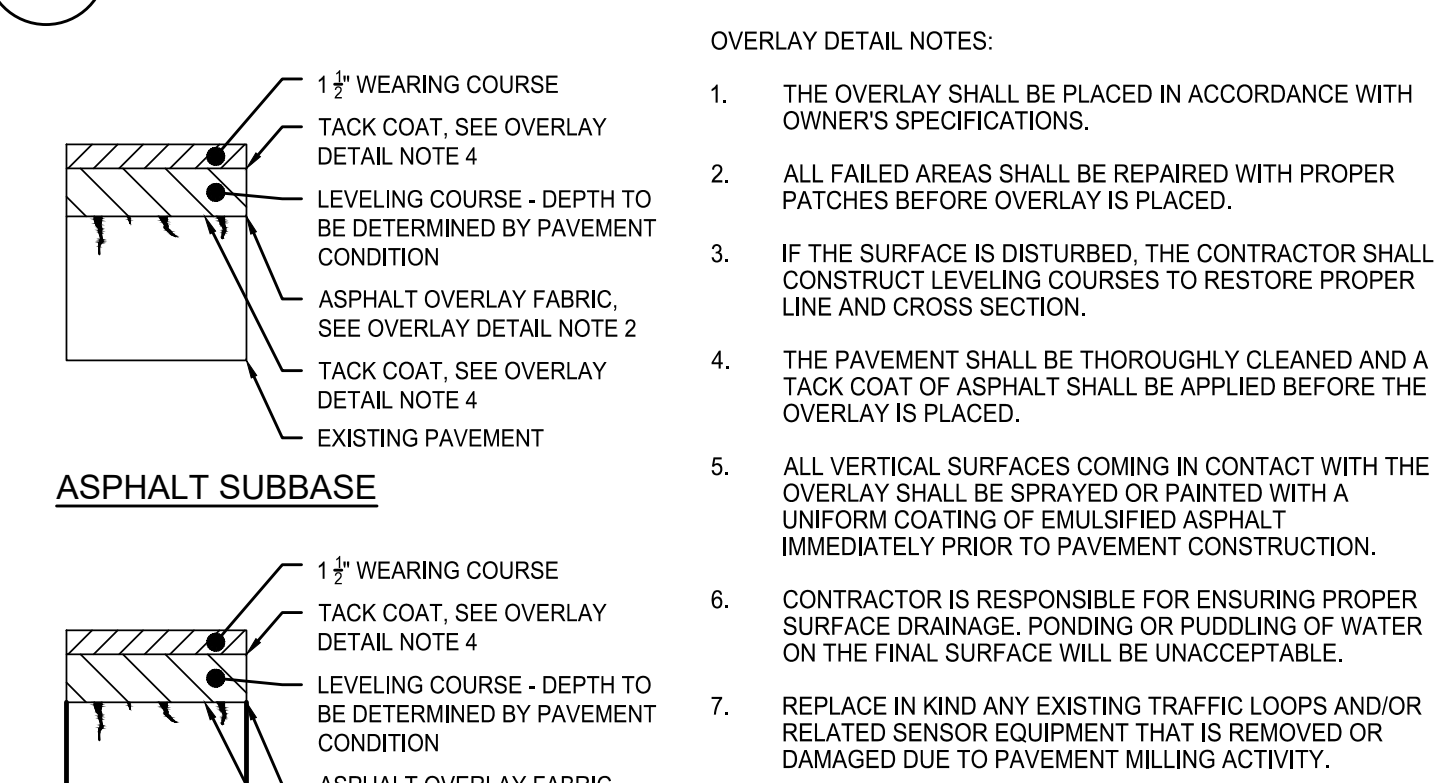 1 1/2" WEARING COURSE
TACK COAT, SEE OVERLAY
DETAIL NOTE 4
LEVELING COURSE - DEPTH TO
BE DETERMINED BY PAVEMENT
CONDITION
ASPHALT OVERLAY FABRIC,
SEE OVERLAY DETAIL NOTE 2
TACK COAT, SEE OVERLAY
DETAIL NOTE 4
EXISTING PAVEMENT
ASPHALT SUBBASE
1 1/2" WEARING COURSE
TACK COAT, SEE OVERLAY
DETAIL NOTE 4
LEVELING COURSE - DEPTH TO
BE DETERMINED BY PAVEMENT
CONDITION
ASPHALT OVERLAY FABRIC,
OVERLAY DETAIL NOTES:
1. THE OVERLAY SHALL BE PLACED IN ACCORDANCE WITH
OWNER'S SPECIFICATIONS.
2. ALL FAILED AREAS SHALL BE REPAIRED WITH PROPER
PATCHES BEFORE OVERLAY IS PLACED.
3. IF THE SURFACE IS DISTURBED, THE CONTRACTOR SHALL
CONSTRUCT LEVELING COURSES TO RESTORE PROPER
LINE AND CROSS SECTION.
4. THE PAVEMENT SHALL BE THOROUGHLY CLEANED AND A
TACK COAT OF ASPHALT SHALL BE APPLIED BEFORE THE
OVERLAY IS PLACED.
5. ALL VERTICAL SURFACES COMING IN CONTACT WITH THE
OVERLAY SHALL BE SPRAYED OR PAINTED WITH A
UNIFORM COATING OF EMULSIFIED ASPHALT
IMMEDIATELY PRIOR TO PAVEMENT CONSTRUCTION.
6. CONTRACTOR IS RESPONSIBLE FOR ENSURING PROPER
SURFACE DRAINAGE. PONDING OR PUDDLING OF WATER
ON THE FINAL SURFACE WILL BE UNACCEPTABLE.
7. REPLACE IN KIND ANY EXISTING TRAFFIC LOOPS AND/OR
RELATED SENSOR EQUIPMENT THAT IS REMOVED OR
DAMAGED DUE TO PAVEMENT MILLING ACTIVITY.